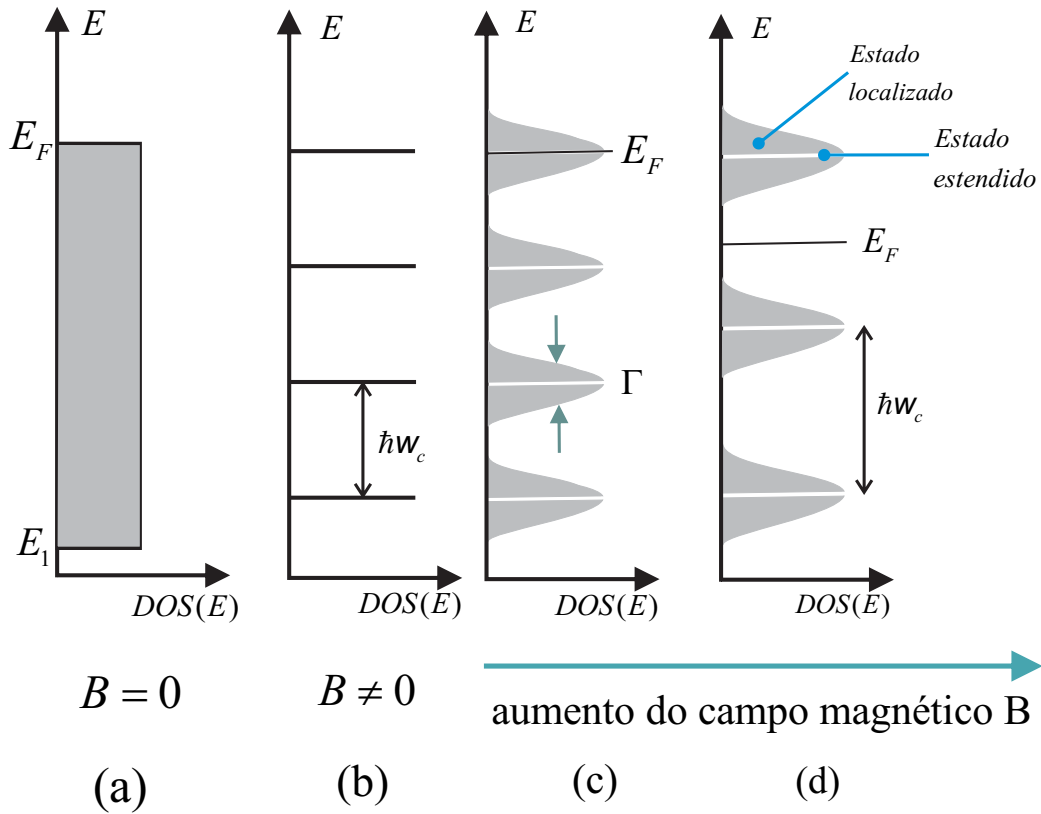 E
E_F
E_1
DOS(E)
B = 0
(a)
E
ħw_c
DOS(E)
B ≠ 0
(b)
E
E_F
Γ
DOS(E)
(c)
E
Estado
localizado
Estado
estendido
E_F
ħw_c
DOS(E)
aumento do campo magnético B
(d)